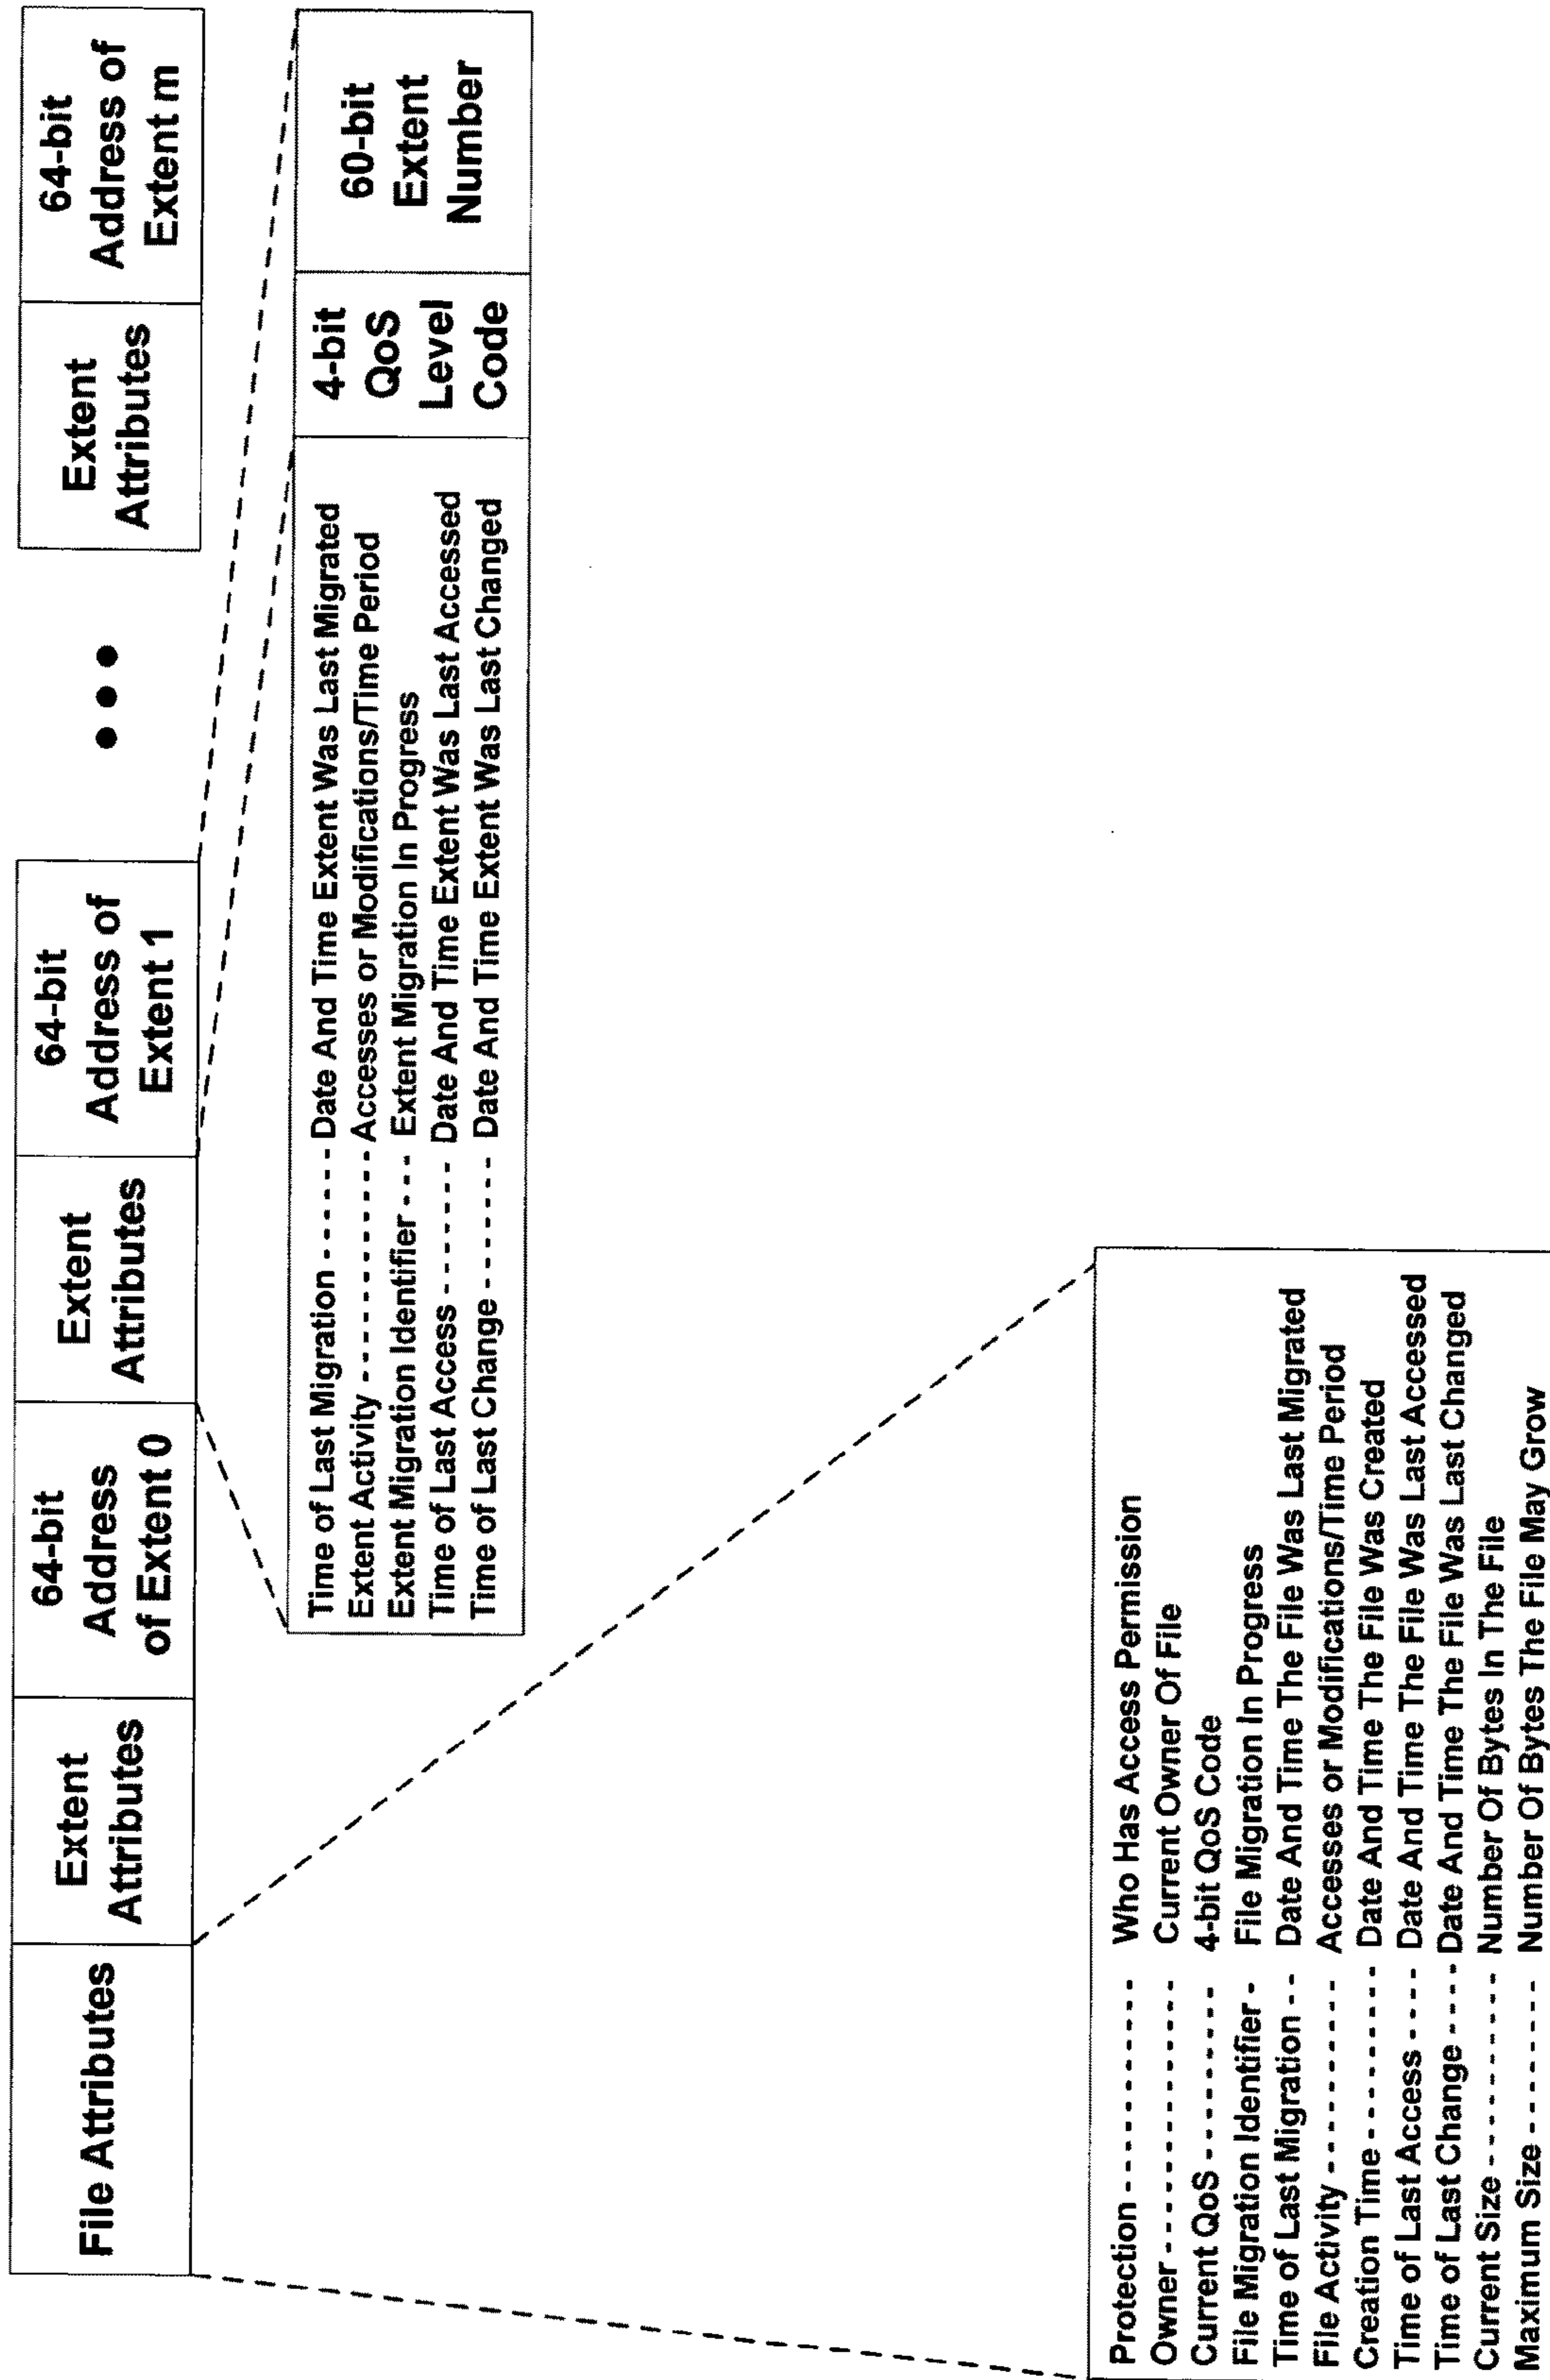 File Attributes
Extent
Attributes
64-bit
Address
of Extent 0
Extent
Attributes
64-bit
Address of
Extent 1
● ● ●
Extent
Attributes
64-bit
Address of
Extent m
Time of Last Migration - - - - - - Date And Time Extent Was Last Migrated
Extent Activity - - - - - - - - - - - Accesses or Modifications/Time Period
Extent Migration Identifier - - - Extent Migration In Progress
Time of Last Access - - - - - - - Date And Time Extent Was Last Accessed
Time of Last Change - - - - - - - Date And Time Extent Was Last Changed
4-bit
QoS
Level
Code
60-bit
Extent
Number
Protection - - - - - - - - - - - - Who Has Access Permission
Owner - - - - - - - - - - - - - - Current Owner Of File
Current QoS - - - - - - - - - - 4-bit QoS Code
File Migration Identifier - File Migration In Progress
Time of Last Migration - - Date And Time The File Was Last Migrated
File Activity - - - - - - - - - Accesses or Modifications/Time Period
Creation Time - - - - - - - - - Date And Time The File Was Created
Time of Last Access - - - - Date And Time The File Was Last Accessed
Time of Last Change - - - - Date And Time The File Was Last Changed
Current Size - - - - - - - - - - Number Of Bytes In The File
Maximum Size - - - - - - - - Number Of Bytes The File May Grow